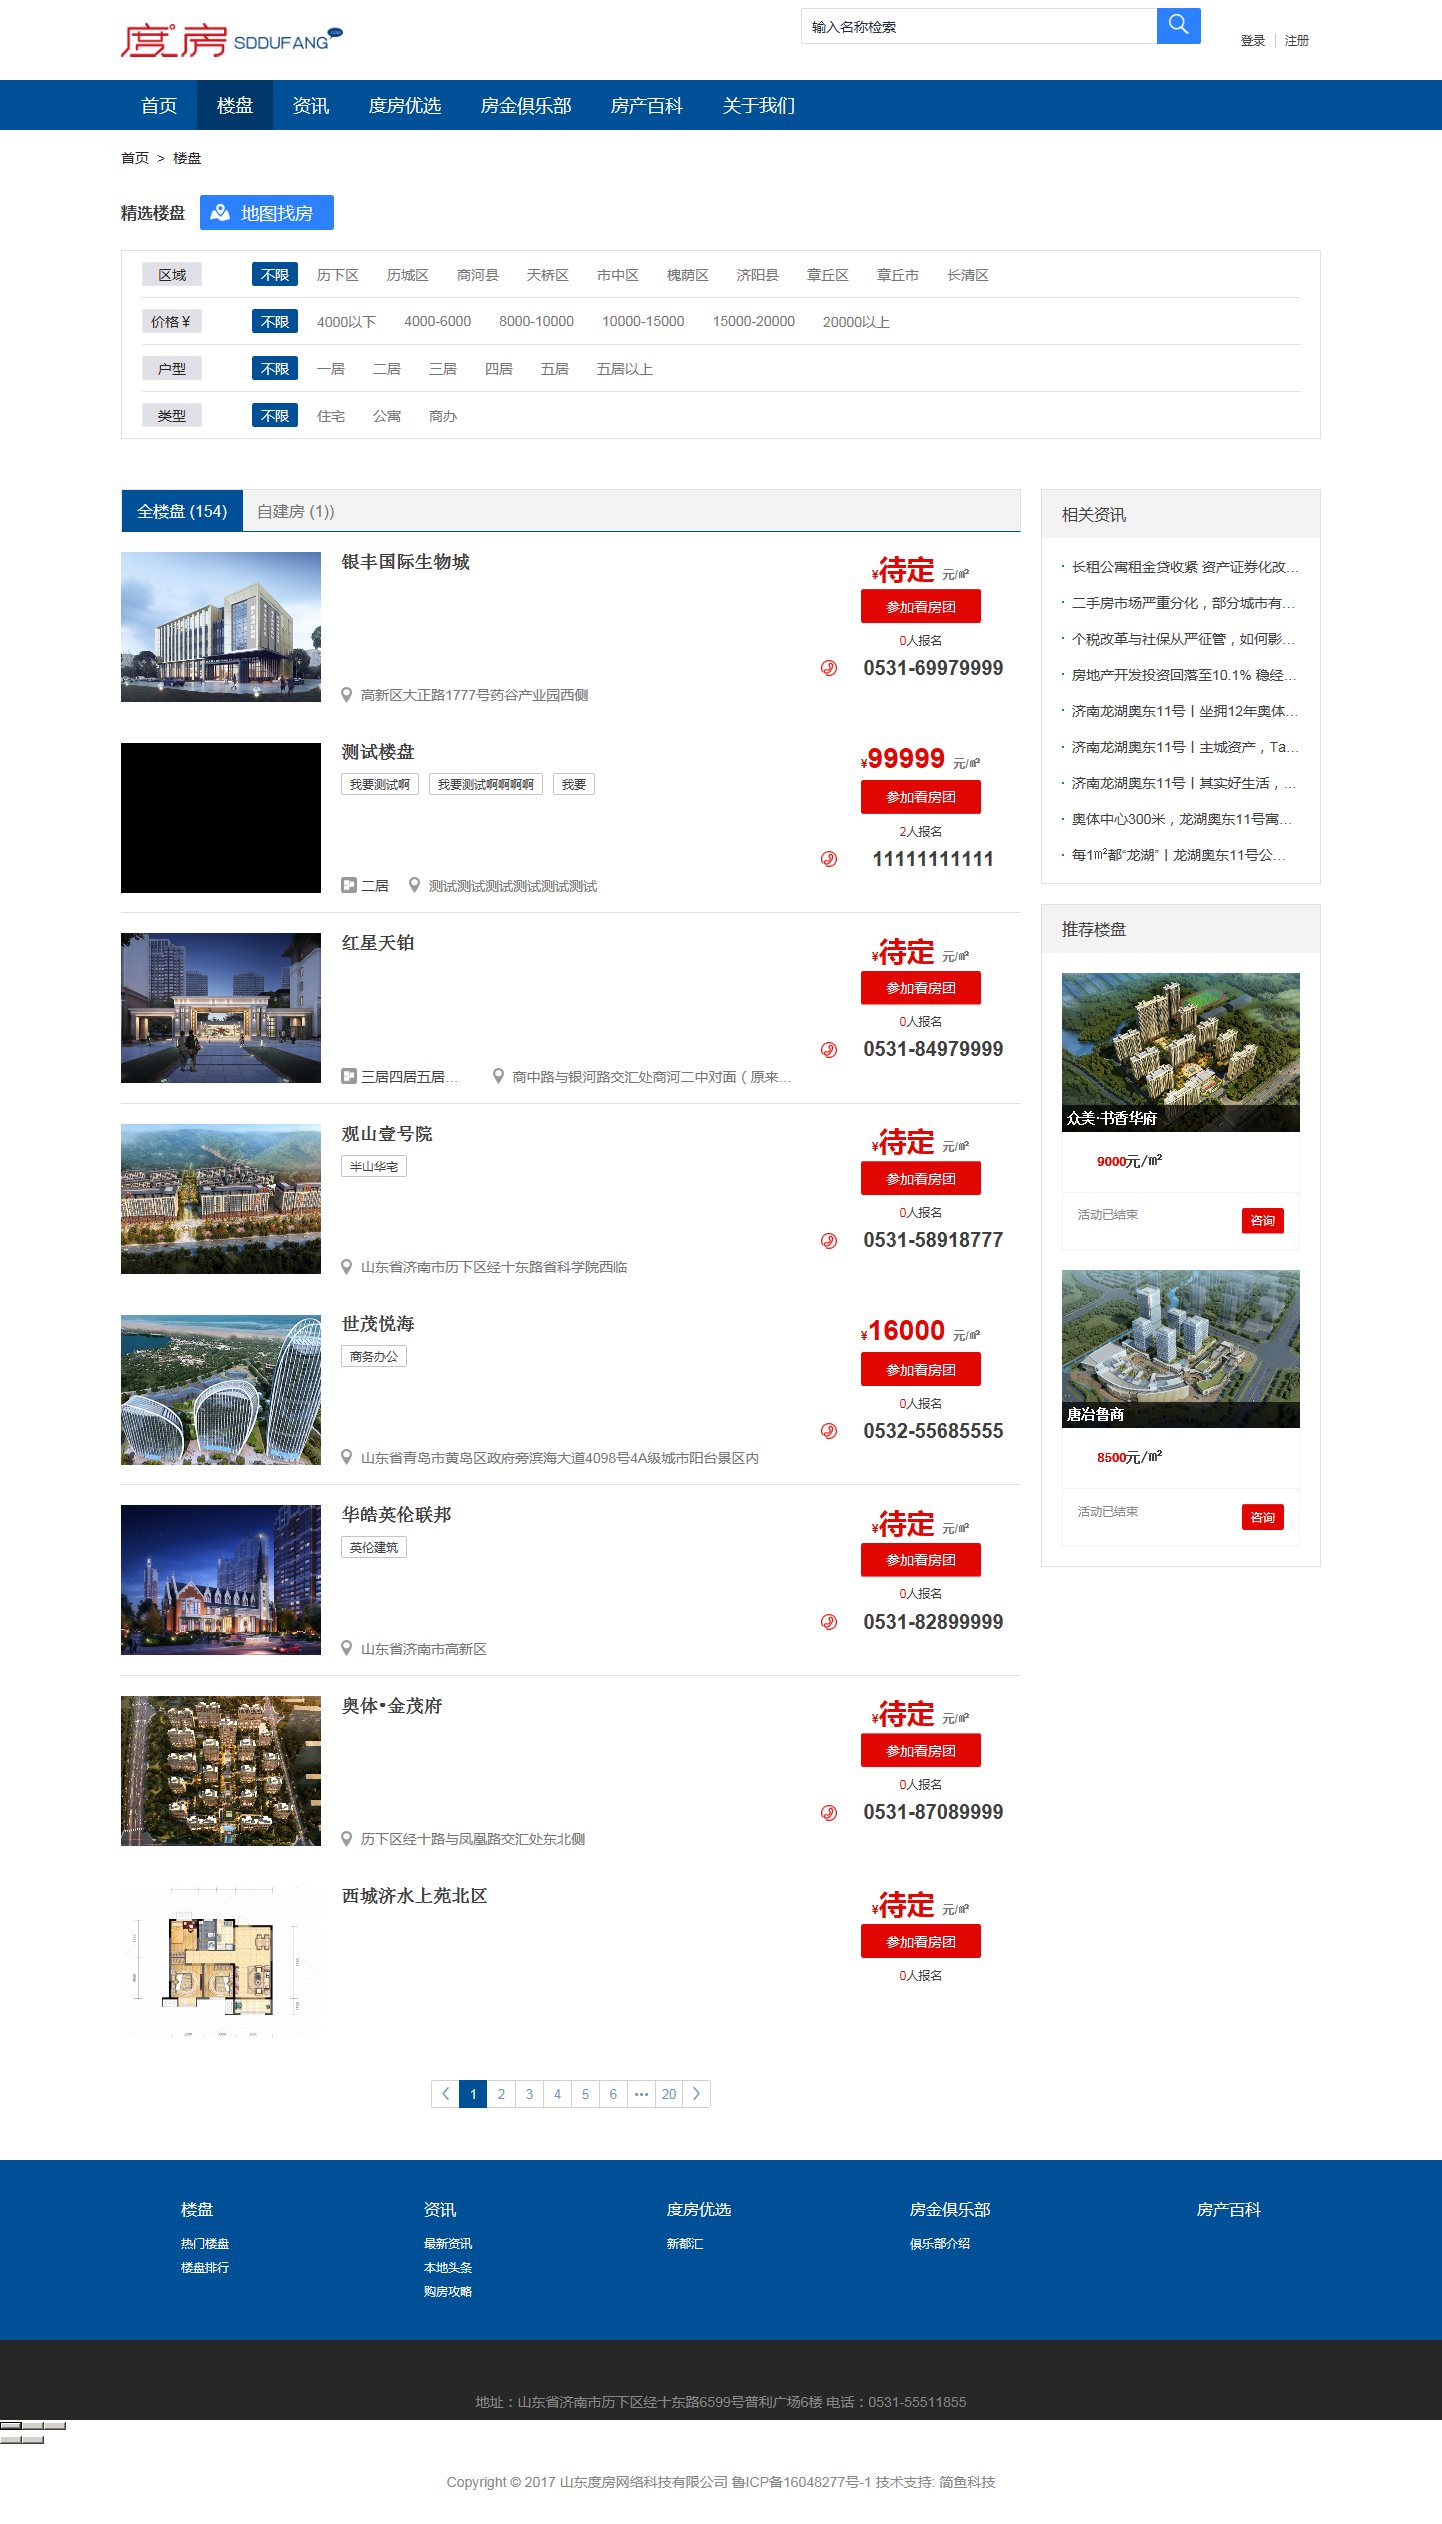 度房 SDDUFANG
输入名称检索
登录 注册
首页 楼盘 资讯 度房优选 房金俱乐部 房产百科 关于我们
首页 > 楼盘
精选楼盘 地图找房
区域 不限 历下区 历城区 商河县 天桥区 市中区 槐荫区 济阳县 章丘区 章丘市 长清区
价格¥ 不限 4000以下 4000-6000 8000-10000 10000-15000 15000-20000 20000以上
户型 不限 一居 二居 三居 四居 五居 五居以上
类型 不限 住宅 公寓 商办
全楼盘 (154) 自建房 (1))
银丰国际生物城
¥待定 元/㎡
参加看房团
0人报名
0531-69979999
高新区大正路1777号药谷产业园西侧
测试楼盘
我要测试啊 我要测试啊啊啊啊 我要
¥99999 元/㎡
参加看房团
2人报名
11111111111
二居 测试测试测试测试测试测试
红星天铂
¥待定 元/㎡
参加看房团
0人报名
0531-84979999
三居四居五居... 商中路与银河路交汇处商河二中对面（原来...
观山壹号院
半山华宅
¥待定 元/㎡
参加看房团
0人报名
0531-58918777
山东省济南市历下区经十东路省科学院西临
世茂悦海
商务办公
¥16000 元/㎡
参加看房团
0人报名
0532-55685555
山东省青岛市黄岛区政府旁滨海大道4098号4A级城市阳台景区内
华皓英伦联邦
英伦建筑
¥待定 元/㎡
参加看房团
0人报名
0531-82899999
山东省济南市高新区
奥体•金茂府
¥待定 元/㎡
参加看房团
0人报名
0531-87089999
历下区经十路与凤凰路交汇处东北侧
西城济水上苑北区
¥待定 元/㎡
参加看房团
0人报名
1 2 3 4 5 6 ••• 20
相关资讯
· 长租公寓租金贷收紧 资产证券化改...
· 二手房市场严重分化，部分城市有...
· 个税改革与社保从严征管，如何影...
· 房地产开发投资回落至10.1% 稳经...
· 济南龙湖奥东11号丨坐拥12年奥体...
· 济南龙湖奥东11号丨主城资产，Ta...
· 济南龙湖奥东11号丨其实好生活，...
· 奥体中心300米，龙湖奥东11号寓...
· 每1㎡都“龙湖”丨龙湖奥东11号公...
推荐楼盘
众美·书香华府
9000元/㎡
活动已结束 咨询
唐冶鲁商
8500元/㎡
活动已结束 咨询
楼盘 资讯 度房优选 房金俱乐部 房产百科
热门楼盘 最新资讯 新都汇 俱乐部介绍
楼盘排行 本地头条
购房攻略
地址：山东省济南市历下区经十东路6599号普利广场6楼 电话：0531-55511855
Copyright © 2017 山东度房网络科技有限公司 鲁ICP备16048277号-1 技术支持: 简鱼科技